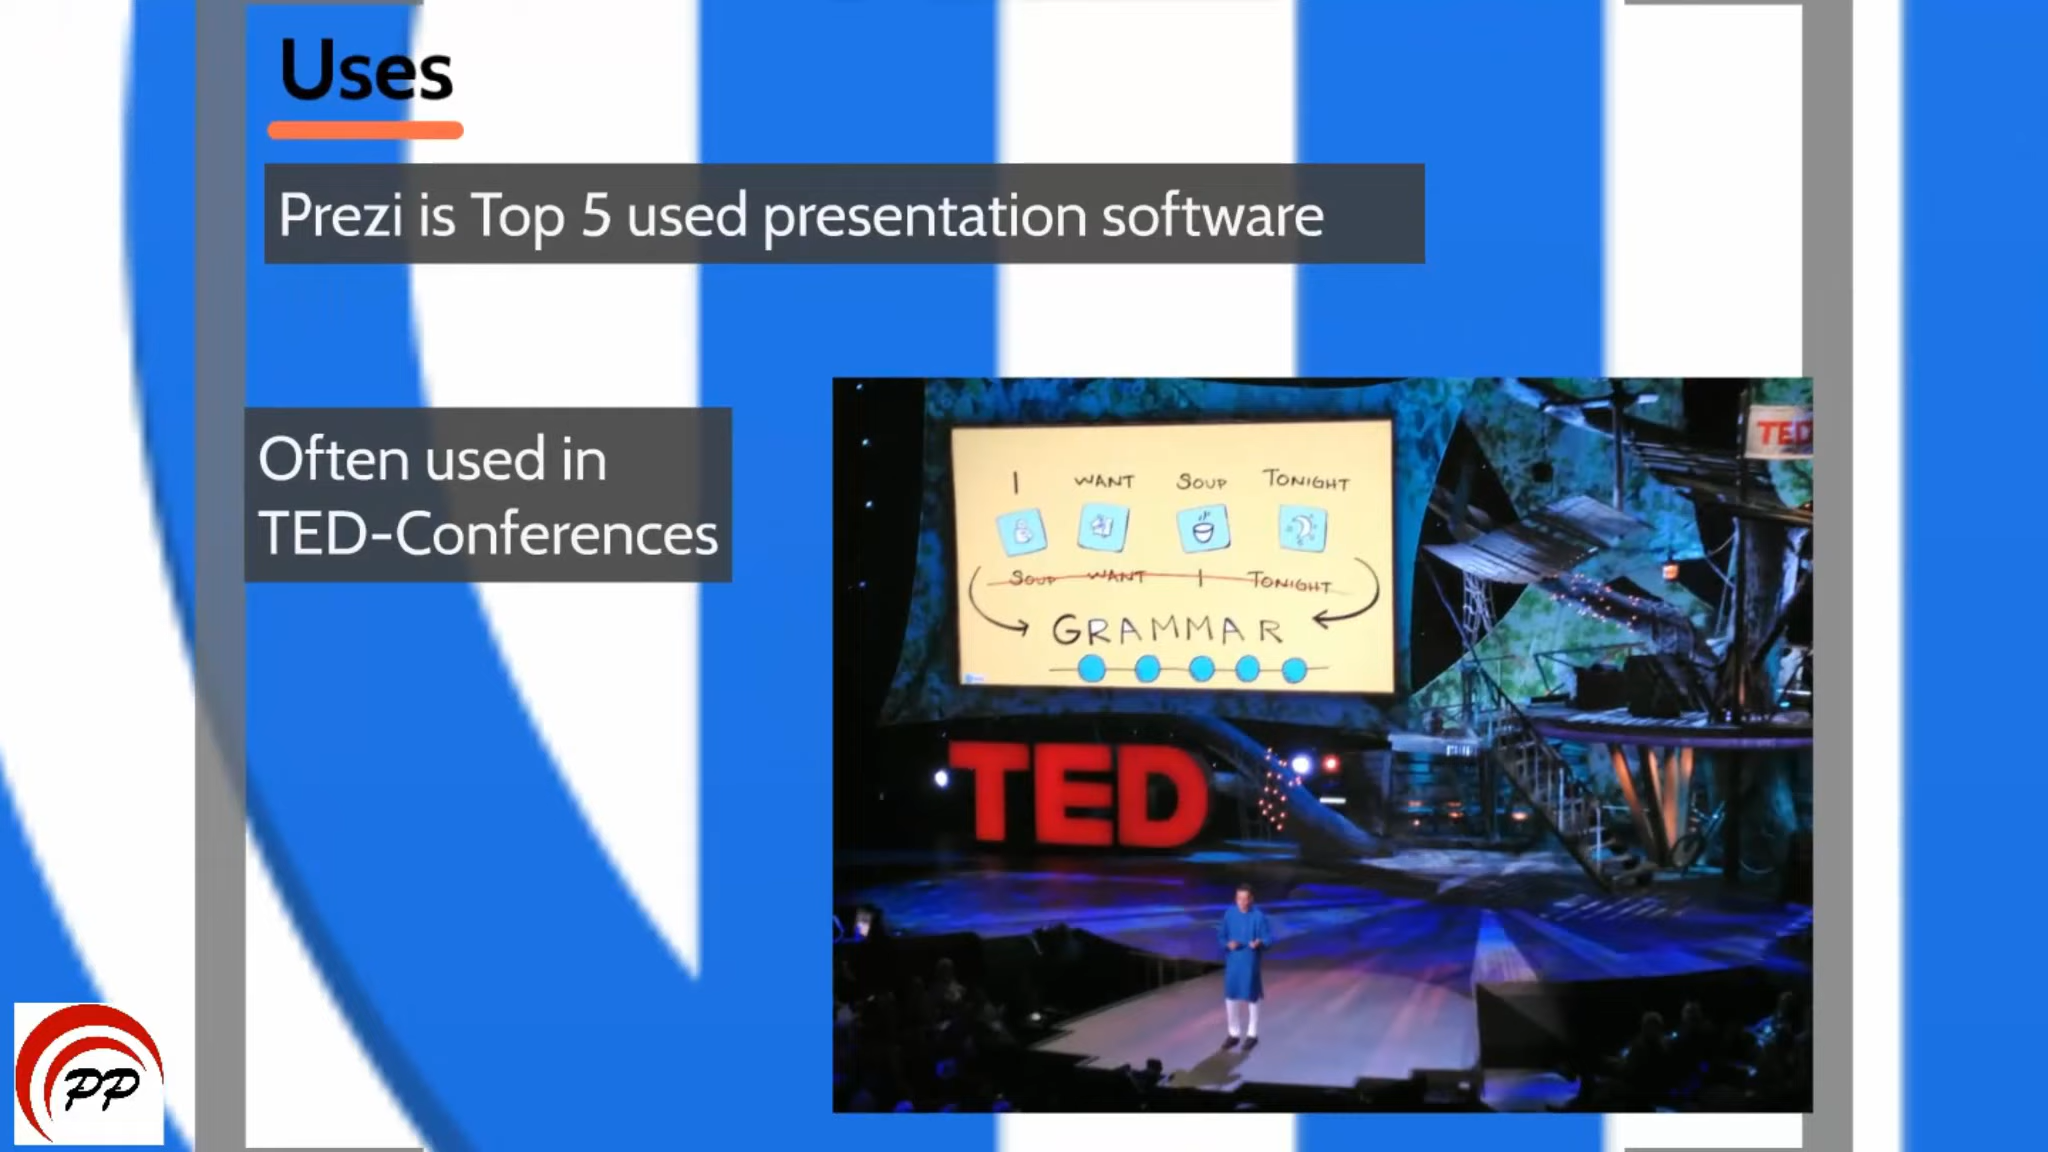 Uses
Prezi is Top 5 used presentation software
Often used in
TED-Conferences
TED
I WANT SOUP TONIGHT
SOUP WANT I TONIGHT
GRAMMAR
TED
PP